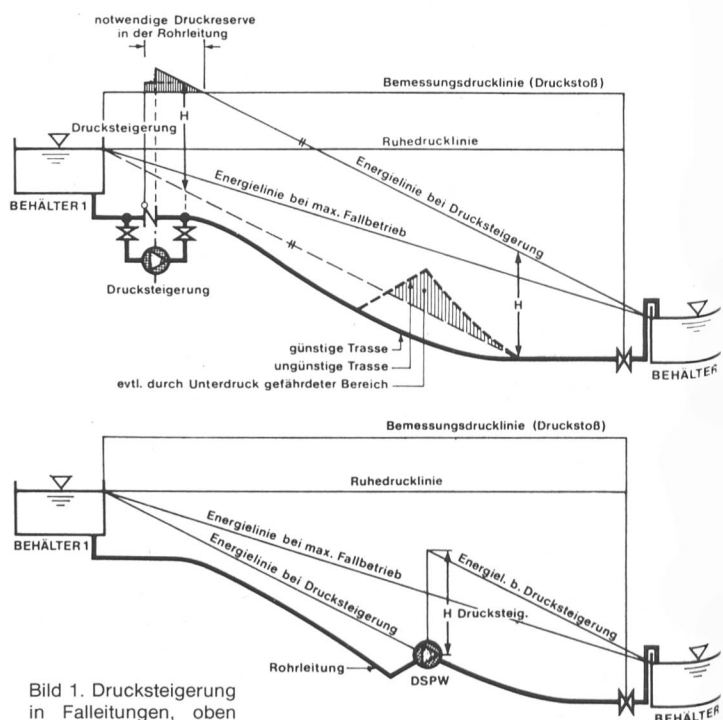 notwendige Druckreserve
in der Rohrleitung
Bemessungsdrucklinie (Druckstoß)
Drucksteigerung
H
Ruhedrucklinie
Energielinie bei Drucksteigerung
Energielinie bei max. Fallbetrieb
BEHÄLTER 1
H
Drucksteigerung
günstige Trasse
ungünstige Trasse
evtl. durch Unterdruck gefährdeter Bereich
BEHÄLTER
Bemessungsdrucklinie (Druckstoß)
Ruhedrucklinie
Energielinie bei max. Fallbetrieb
Energielinie bei Drucksteigerung
Energiel. b. Drucksteigerung
BEHÄLTER 1
H Drucksteig.
Rohrleitung
DSPW
BEHÄLTER
Bild 1. Drucksteigerung
in Falleitungen, oben